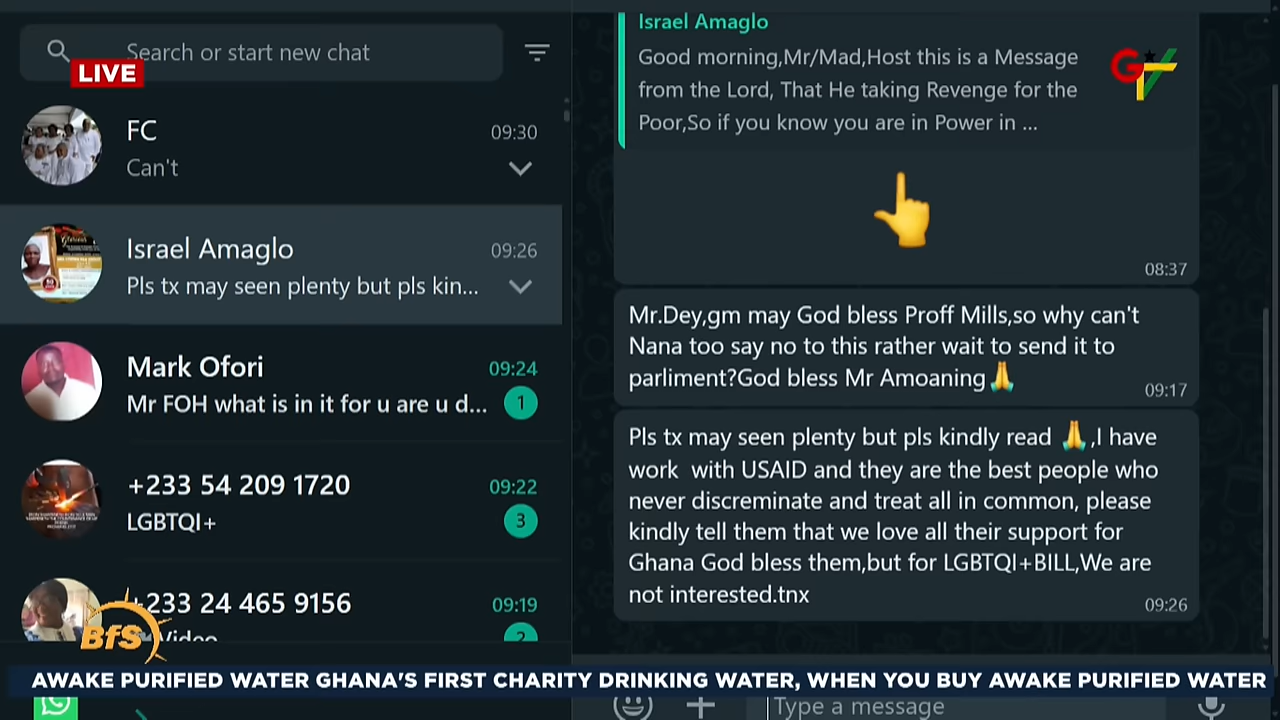 Search or start new chat
LIVE
FC
09:30
Can't
Israel Amaglo
09:26
Pls tx may seen plenty but pls kin...
Mark Ofori
09:24
Mr FOH what is in it for u are u d...
1
+233 54 209 1720
09:22
LGBTQI+
3
+233 24 465 9156
09:19
Video
2
BfS
Israel Amaglo
Good morning,Mr/Mad,Host this is a Message
from the Lord, That He taking Revenge for the
Poor,So if you know you are in Power in ...
GTV
👆
08:37
Mr.Dey,gm may God bless Proff Mills,so why can't
Nana too say no to this rather wait to send it to
parliment?God bless Mr Amoaning🙏
09:17
Pls tx may seen plenty but pls kindly read 🙏,I have
work with USAID and they are the best people who
never discreminate and treat all in common, please
kindly tell them that we love all their support for
Ghana God bless them,but for LGBTQI+BILL,We are
not interested.tnx
09:26
AWAKE PURIFIED WATER GHANA'S FIRST CHARITY DRINKING WATER, WHEN YOU BUY AWAKE PURIFIED WATER
Type a message